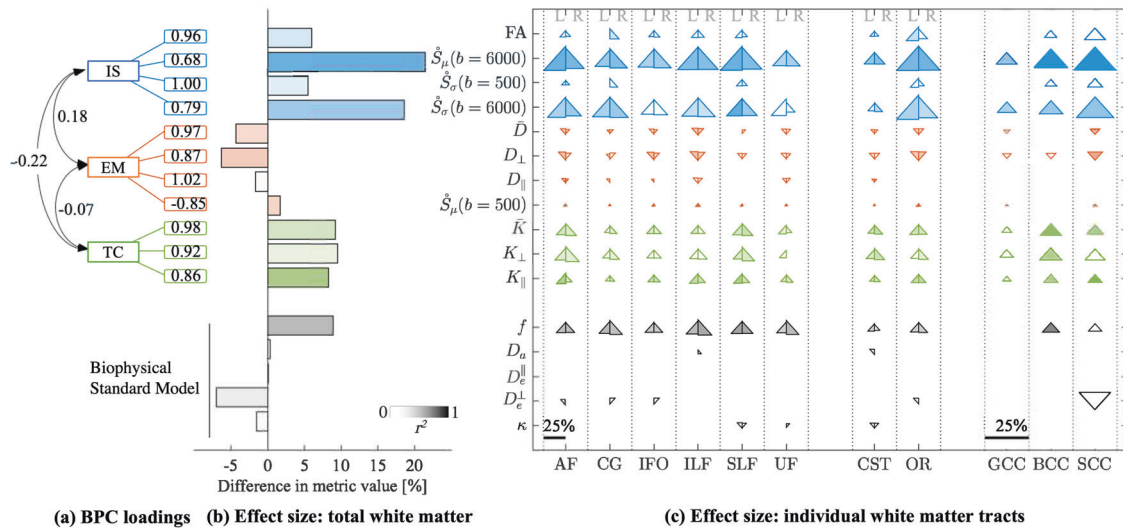 L R L R L R L R L R L R L R L R
0.96
FA
0.68
S̊μ(b = 6000)
IS
1.00
S̊σ(b = 500)
0.79
S̊σ(b = 6000)
0.18
0.97
D̄
-0.22
0.87
D⊥
EM
1.02
D∥
-0.07
-0.85
S̊μ(b = 500)
0.98
K̄
TC
0.92
K⊥
0.86
K∥
f
Biophysical
Standard Model
Da
De∥
De⊥
κ
0 1
r²
25% 25%
-5 0 5 10 15 20
Difference in metric value [%]
AF CG IFO ILF SLF UF CST OR GCC BCC SCC
(a) BPC loadings (b) Effect size: total white matter (c) Effect size: individual white matter tracts